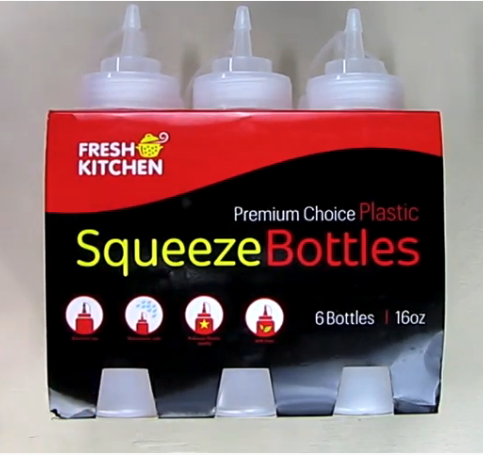 FRESH
KITCHEN
Premium Choice Plastic
Squeeze Bottles
6 Bottles | 16oz